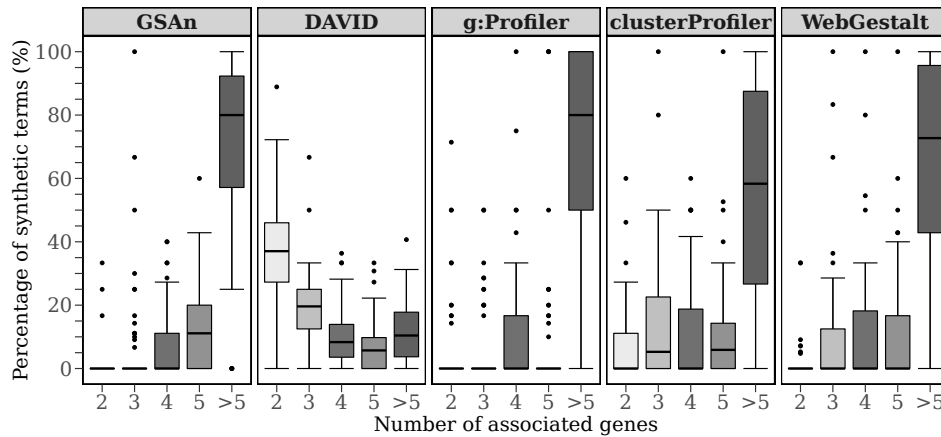 GSAn DAVID g:Profiler clusterProfiler WebGestalt
Percentage of synthetic terms (%)
100
80
60
40
20
0
2 3 4 5 >5 2 3 4 5 >5 2 3 4 5 >5 2 3 4 5 >5 2 3 4 5 >5
Number of associated genes